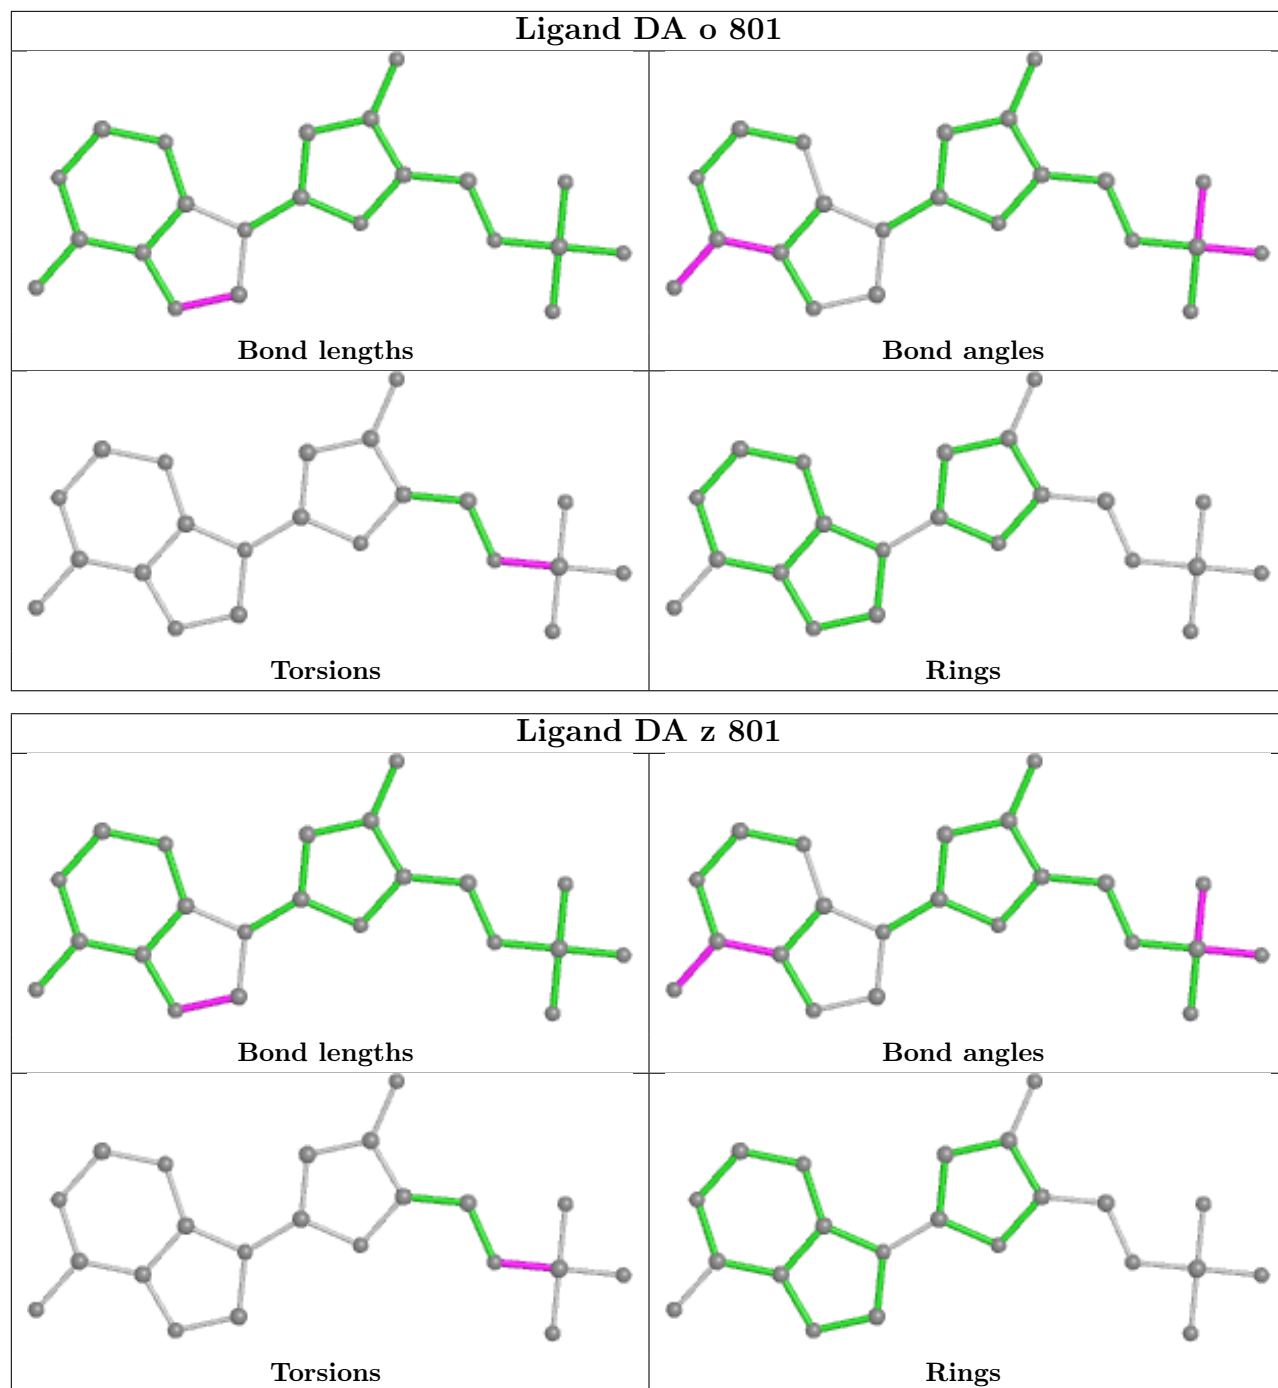 Ligand DA o 801
Bond lengths
Bond angles
Torsions
Rings
Ligand DA z 801
Bond lengths
Bond angles
Torsions
Rings